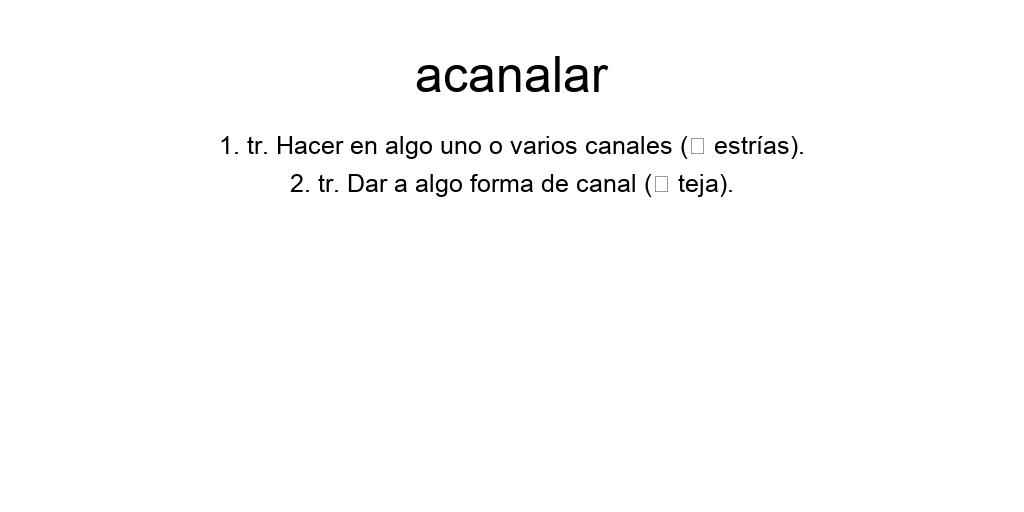 acanalar
1. tr. Hacer en algo uno o varios canales (□ estrías).
2. tr. Dar a algo forma de canal (□ teja).